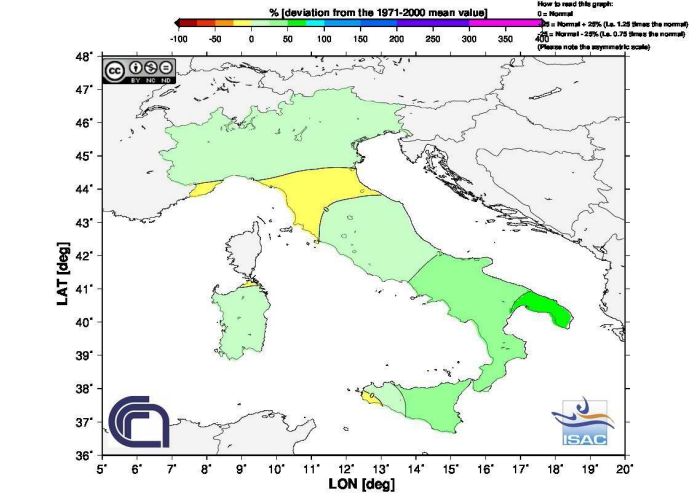 How to read this graph:
% [deviation from the 1971-2000 mean value]
0 = Normal
= Normal + 25% (i.e. 1.25 times the normal)
= Normal - 25% (i.e. 0.75 times the normal)
(Please note the asymmetric scale)
-100 -50 0 50 100 150 200 250 300 350 400
48°
47°
46°
45°
44°
43°
42°
41°
40°
39°
38°
37°
36°
LAT [deg]
cc
BY NC ND
ISAC
5° 6° 7° 8° 9° 10° 11° 12° 13° 14° 15° 16° 17° 18° 19° 20°
LON [deg]